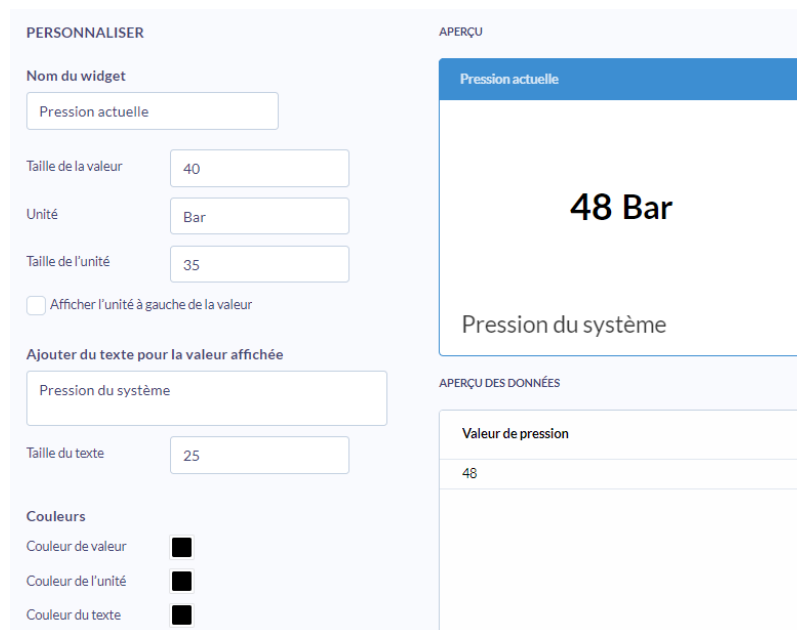 PERSONNALISER
Nom du widget
Pression actuelle
Taille de la valeur
40
Unité
Bar
Taille de l'unité
35
Afficher l'unité à gauche de la valeur
Ajouter du texte pour la valeur affichée
Pression du système
Taille du texte
25
Couleurs
Couleur de valeur
Couleur de l'unité
Couleur du texte
APERÇU
Pression actuelle
48 Bar
Pression du système
APERÇU DES DONNÉES
Valeur de pression
48